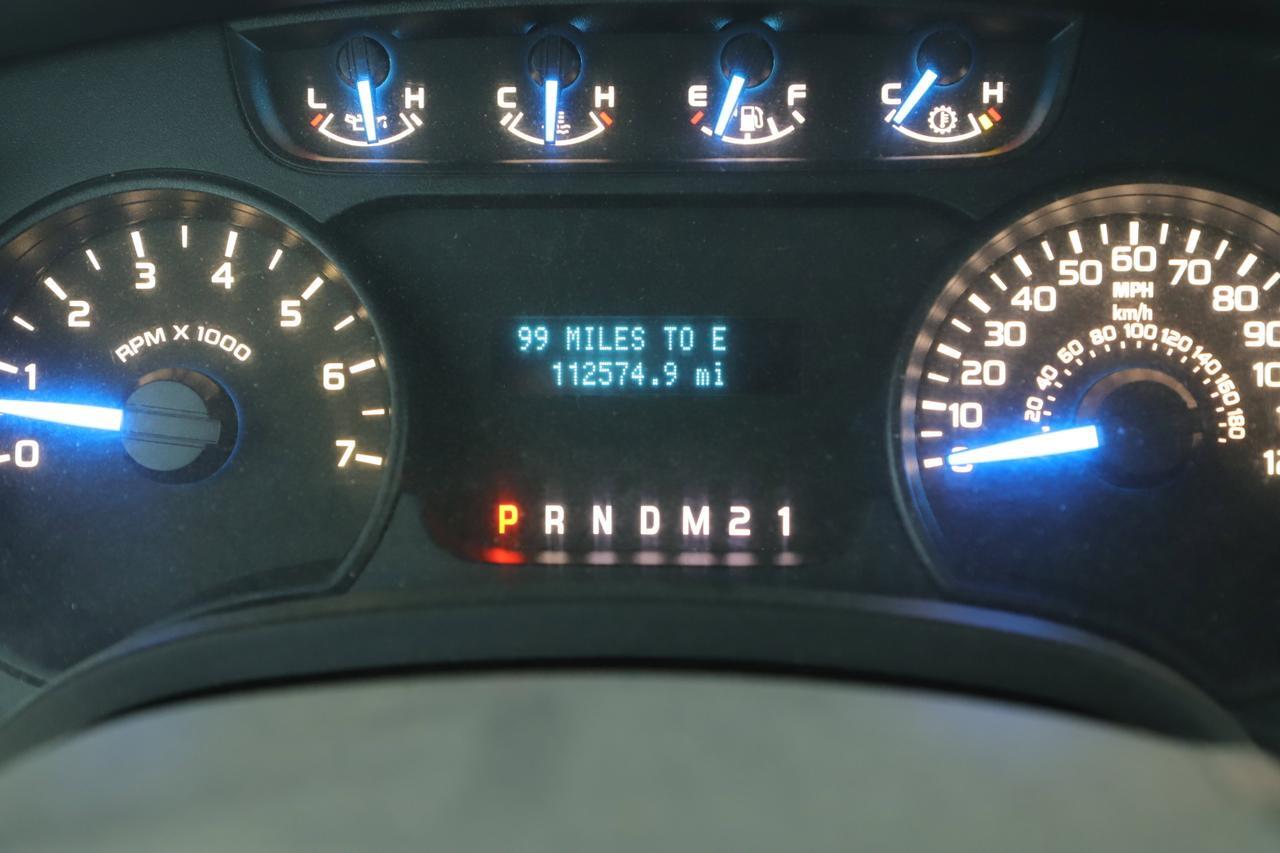 L H
C H
E F
C H
0 1 2 3 4 5 6 7
RPM X 1000
99 MILES TO E
112574.9 mi
P R N D M 2 1
10 20 30 40 50 60 70 80
MPH
km/h
20 40 60 80 100 120 140 160 180